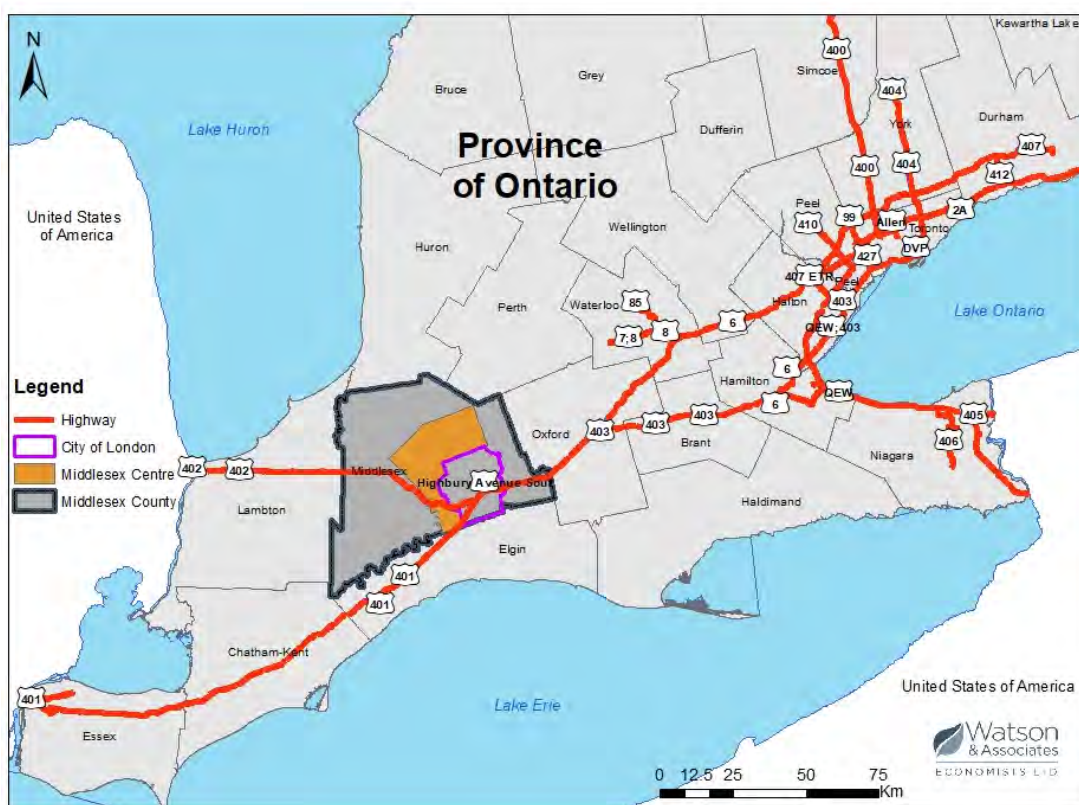 N
Kawartha Lake
400
Simcoe
Grey
Bruce
404
Lake Huron
York
Durham
Dufferin
Province
of Ontario
407
400
404
412
United States
of America
Peel
410
99
Allen
2A
Toronto
Wellington
DVP
427
Huron
407 ETR
Peel
Halton
403
Perth
Waterloo
85
Lake Ontario
6
QEW;403
7;8
8
Legend
Highway
City of London
Middlesex Centre
Middlesex County
6
Hamilton
QEW
6
403
403
403
405
Oxford
Brant
406
Niagara
402
402
Middlesex
Highbury Avenue Sout
Lambton
Haldimand
Elgin
401
401
Chatham-Kent
United States of America
401
Lake Erie
Essex
Watson
& Associates
ECONOMISTS LTD.
0 12.5 25 50 75
Km